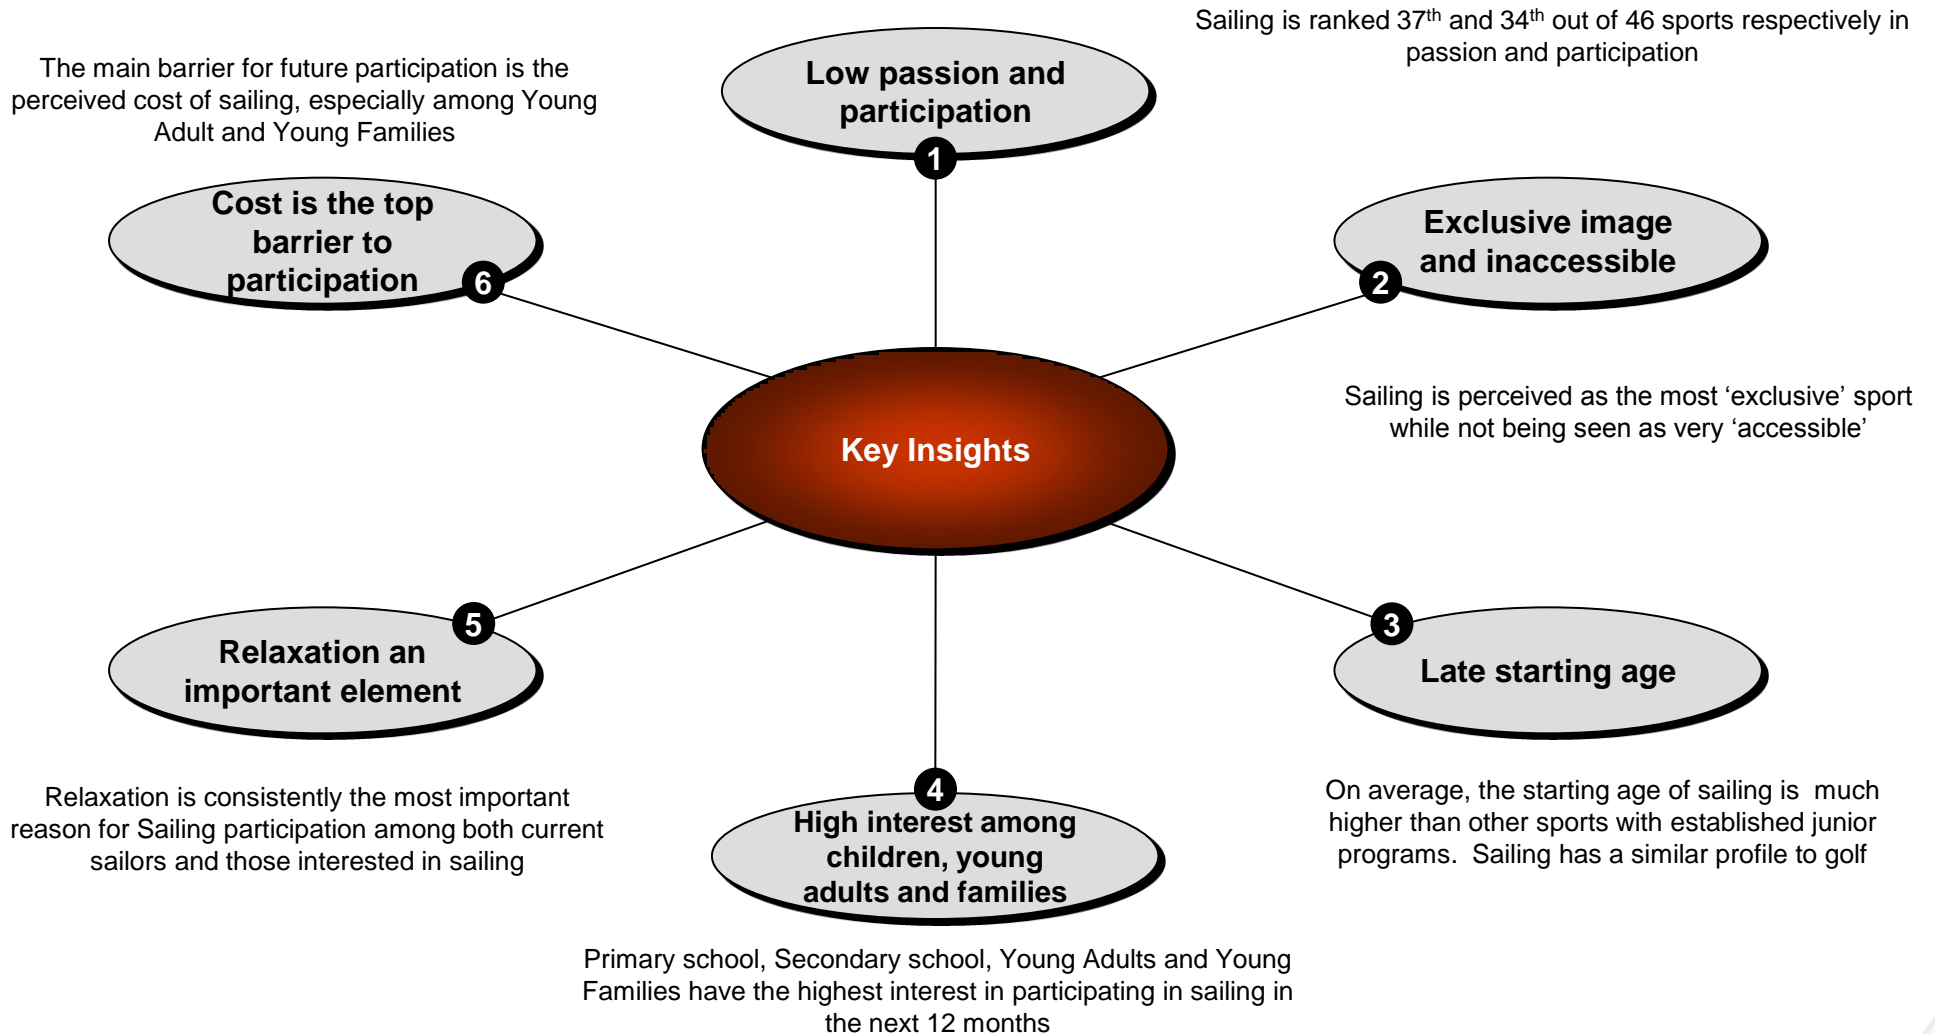 Sailing is ranked 37th and 34th out of 46 sports respectively in
passion and participation
Low passion and
participation
1
Exclusive image
and inaccessible
2
Sailing is perceived as the most ‘exclusive’ sport
while not being seen as very ‘accessible’
Key Insights
3
Late starting age
On average, the starting age of sailing is  much
higher than other sports with established junior
programs.  Sailing has a similar profile to golf
4
High interest among
children, young
adults and families
Primary school, Secondary school, Young Adults and Young
Families have the highest interest in participating in sailing in
the next 12 months
5
Relaxation an
important element
Relaxation is consistently the most important
reason for Sailing participation among both current
sailors and those interested in sailing
The main barrier for future participation is the
perceived cost of sailing, especially among Young
Adult and Young Families
Cost is the top
barrier to
participation
6